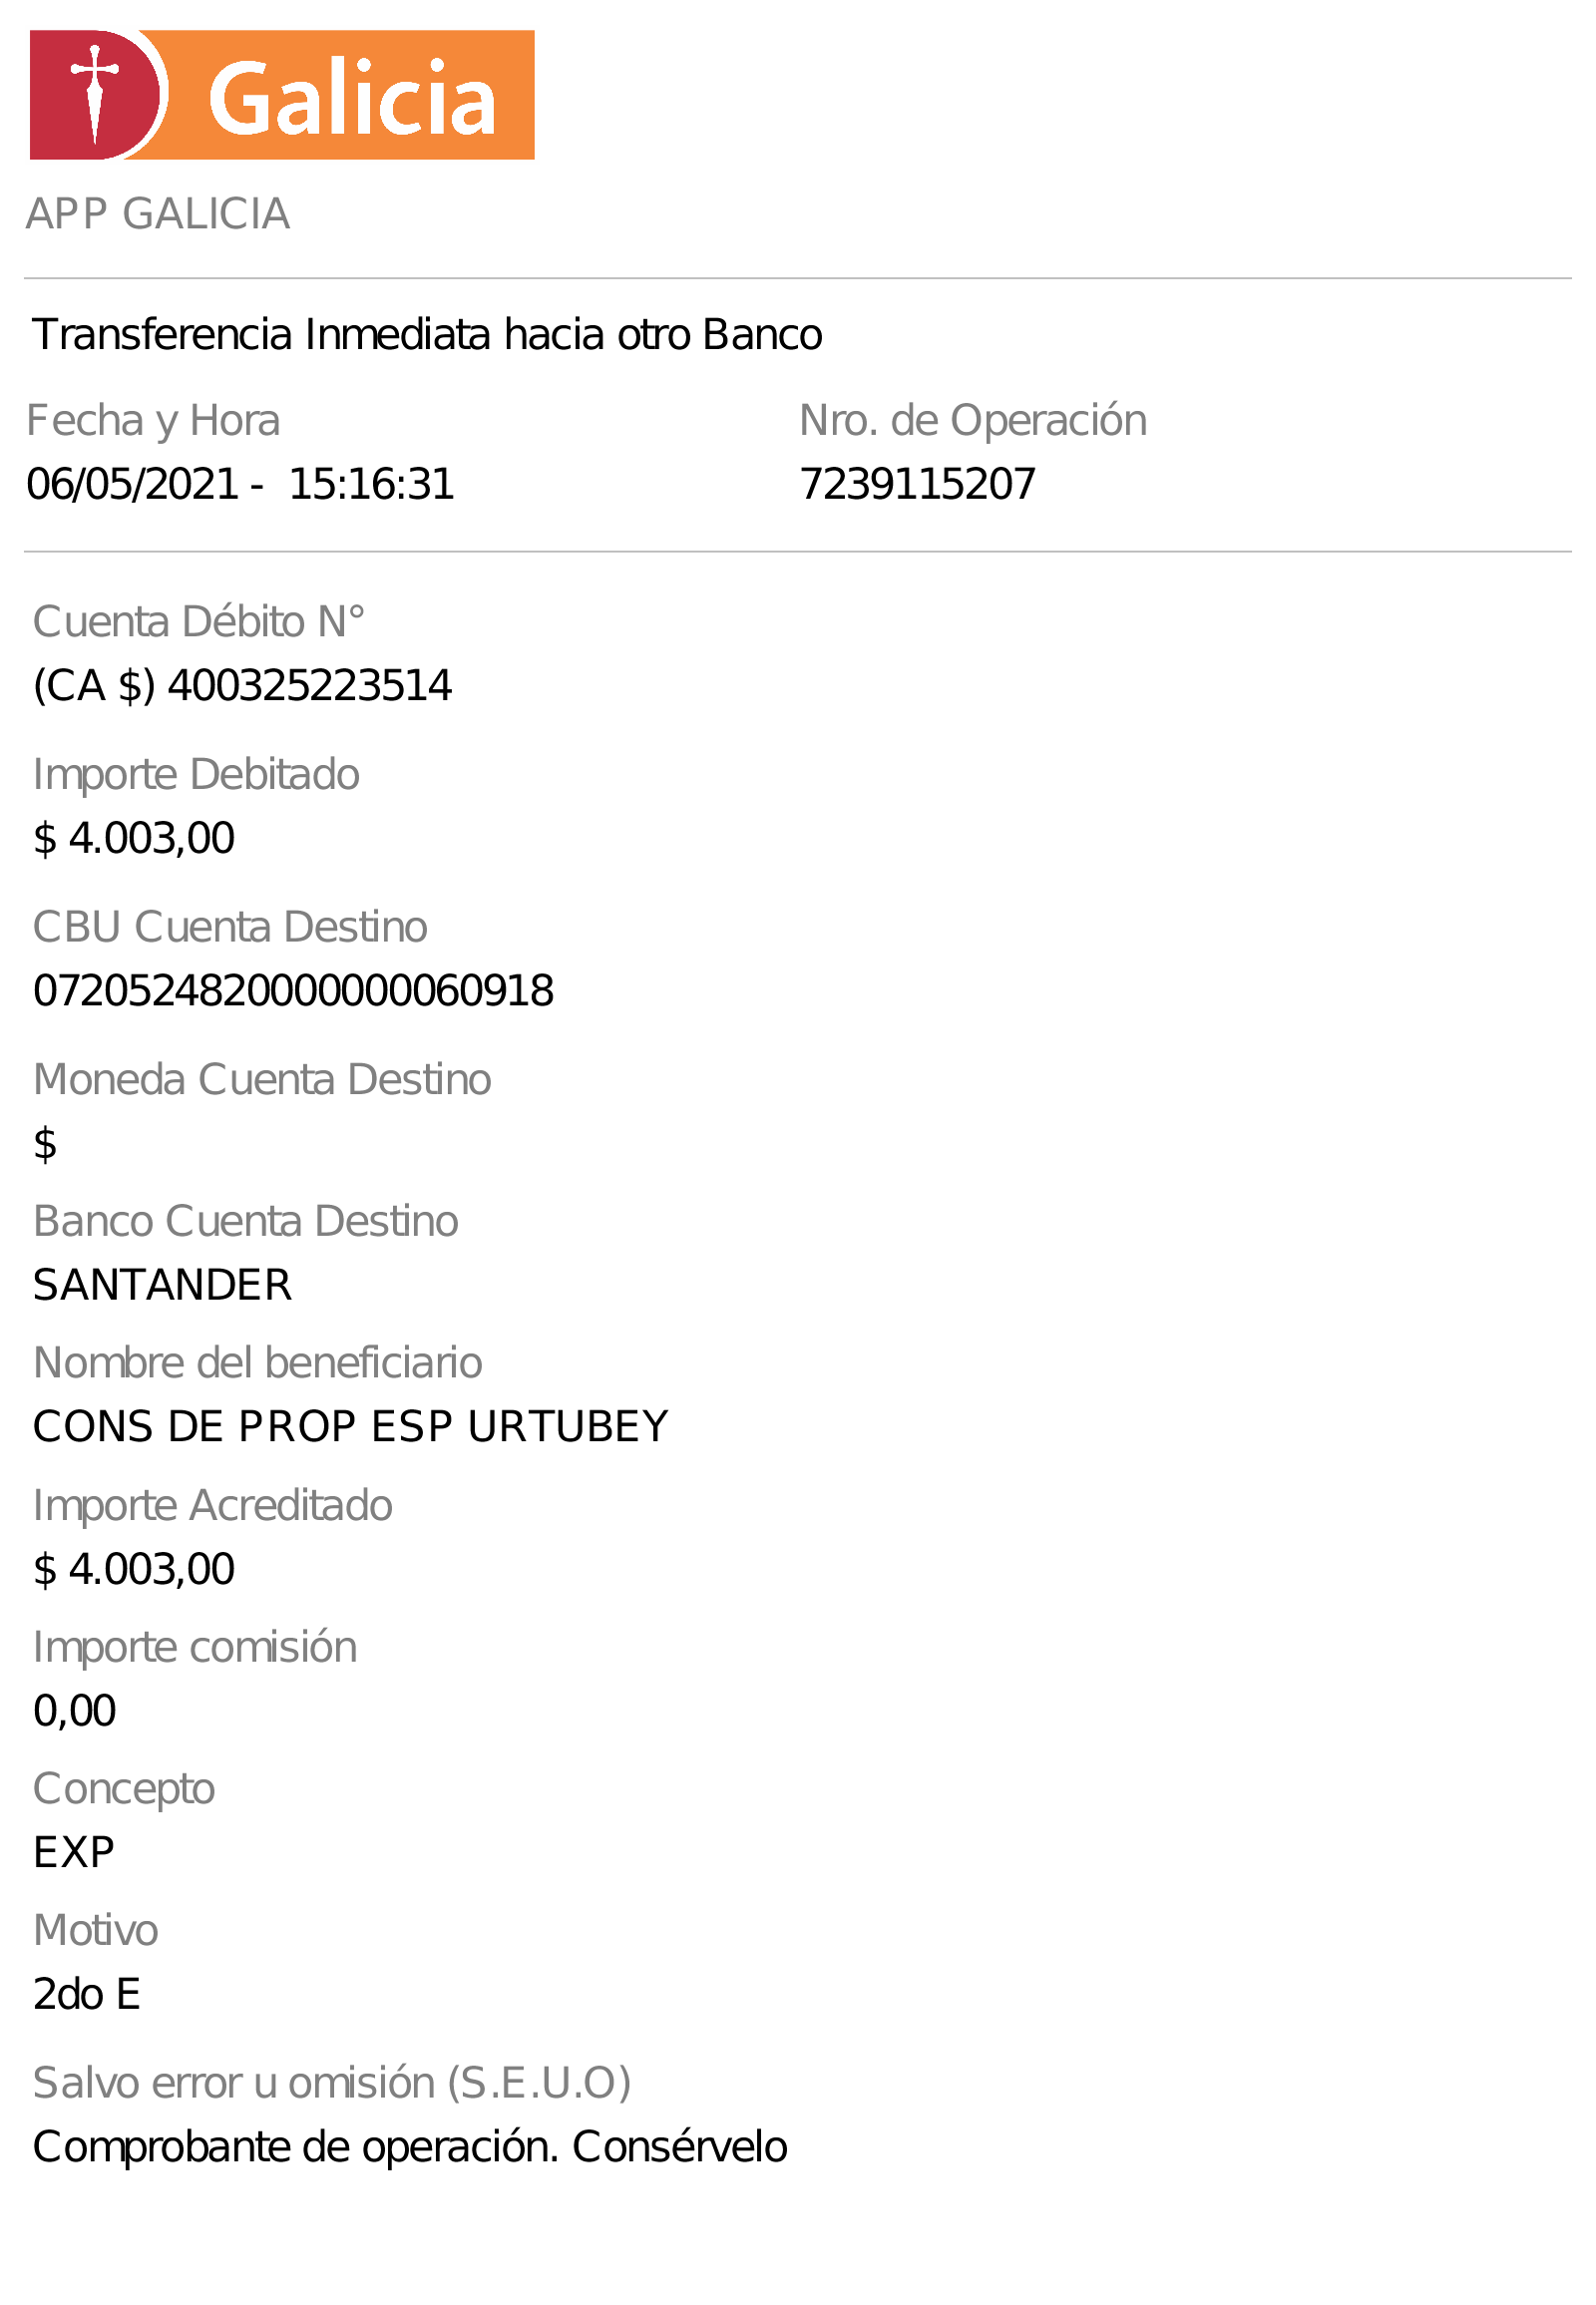 Galicia
APP GALICIA
Transferencia Inmediata hacia otro Banco
Fecha y Hora
Nro. de Operación
06/05/2021 - 15:16:31
7239115207
Cuenta Débito N°
(CA $) 400325223514
Importe Debitado
$ 4.003,00
CBU Cuenta Destino
0720524820000000060918
Moneda Cuenta Destino
$
Banco Cuenta Destino
SANTANDER
Nombre del beneficiario
CONS DE PROP ESP URTUBEY
Importe Acreditado
$ 4.003,00
Importe comisión
0,00
Concepto
EXP
Motivo
2do E
Salvo error u omisión (S.E.U.O)
Comprobante de operación. Consérvelo